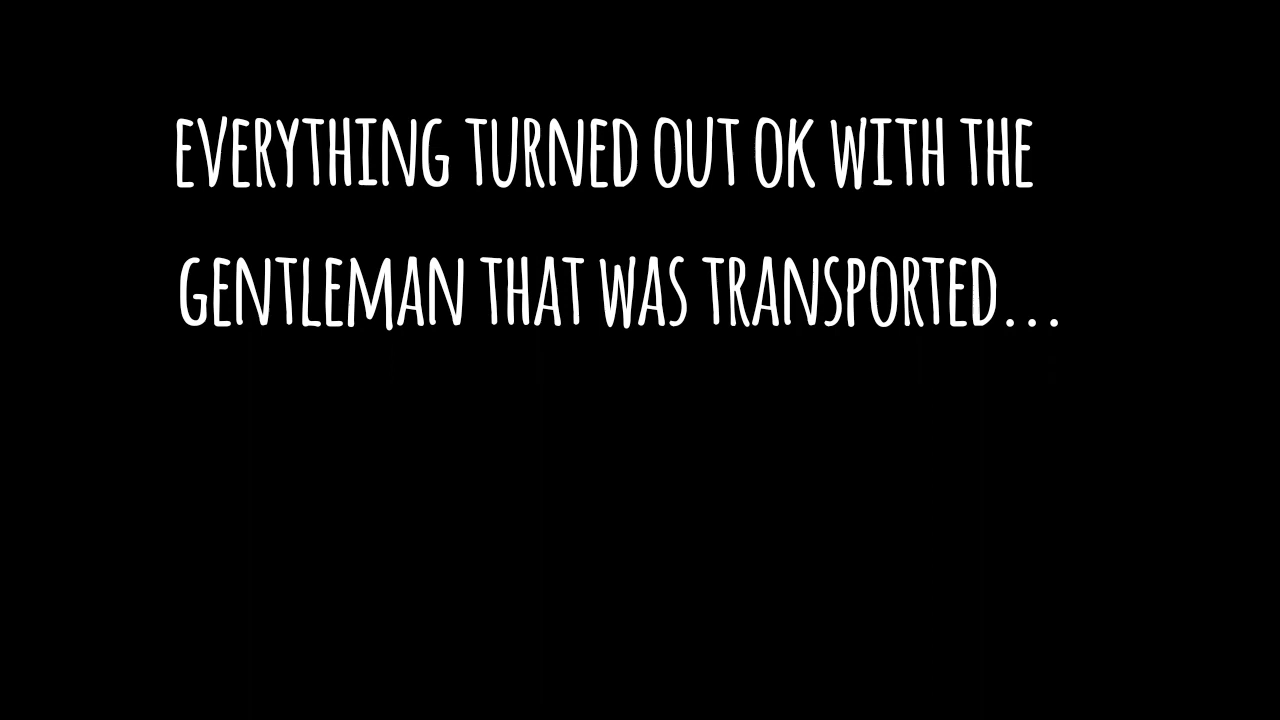 EVERYTHING TURNED OUT OK WITH THE
GENTLEMAN THAT WAS TRANSPORTED...